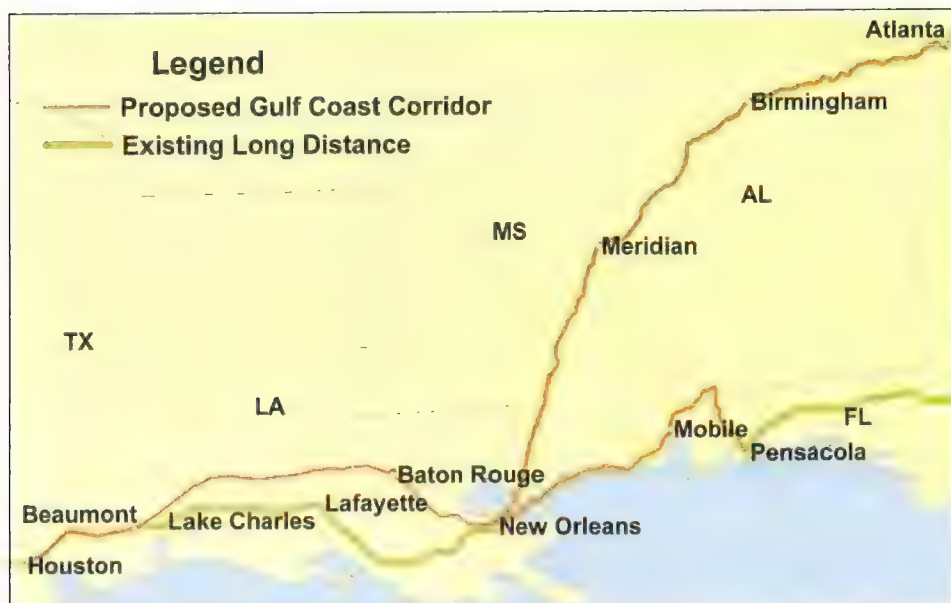 Atlanta
Legend
Proposed Gulf Coast Corridor
Birmingham
Existing Long Distance
AL
MS
Meridian
TX
LA
FL
Mobile
Pensacola
Baton Rouge
Lafayette
Beaumont
Lake Charles
New Orleans
Houston